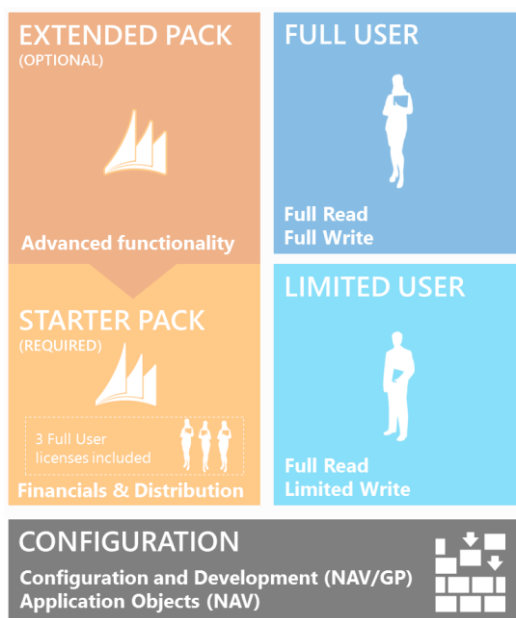 EXTENDED PACK
(OPTIONAL)
Advanced functionality
FULL USER
Full Read
Full Write
STARTER PACK
(REQUIRED)
3 Full User
licenses included
Financials & Distribution
LIMITED USER
Full Read
Limited Write
CONFIGURATION
Configuration and Development (NAV/GP)
Application Objects (NAV)